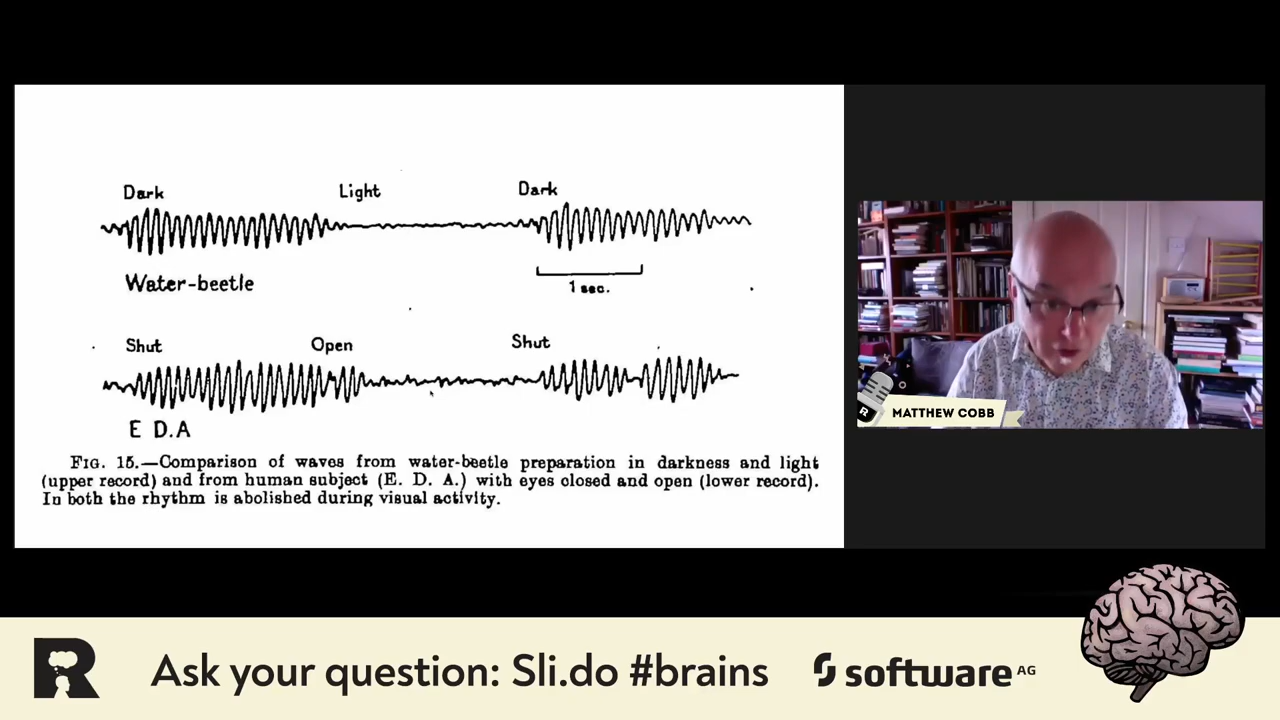 Dark Light Dark
Water-beetle
1 sec.
Shut Open Shut
E D.A
FIG. 15.—Comparison of waves from water-beetle preparation in darkness and light
(upper record) and from human subject (E. D. A.) with eyes closed and open (lower record).
In both the rhythm is abolished during visual activity.
R
MATTHEW COBB
R
Ask your question: Sli.do #brains
software AG